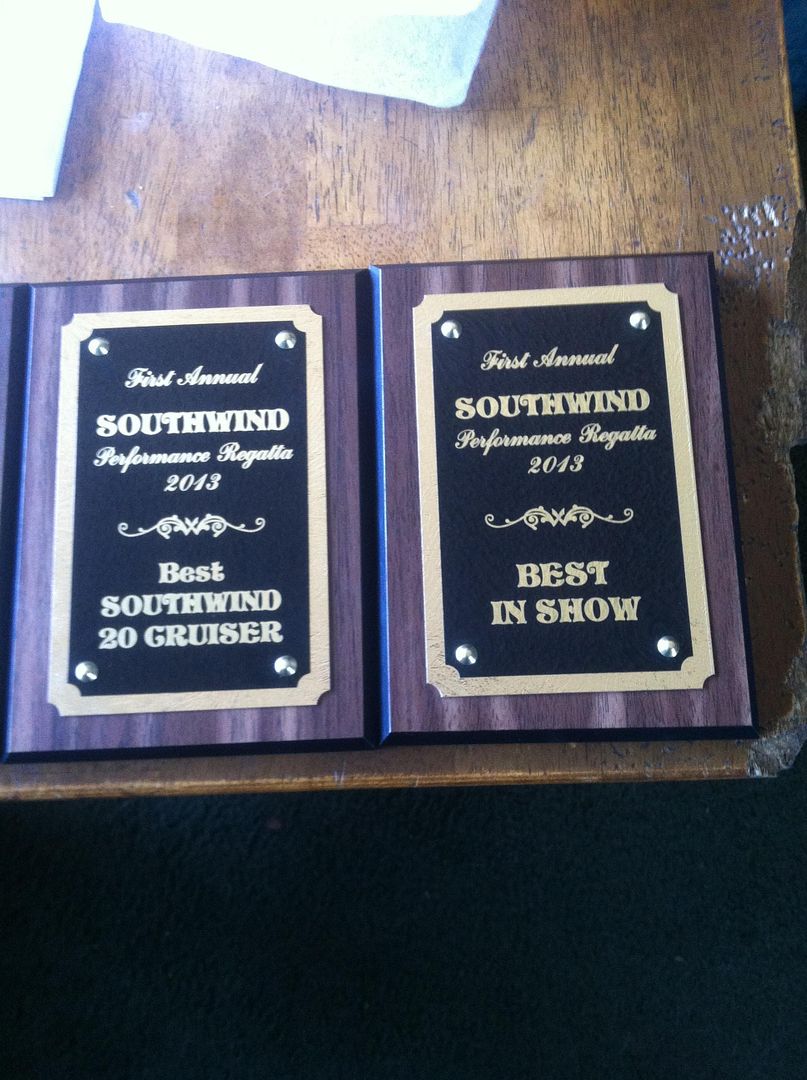 First Annual
SOUTHWIND
Performance Regatta
2013
Best
SOUTHWIND
20 CRUISER
First Annual
SOUTHWIND
Performance Regatta
2013
BEST
IN SHOW